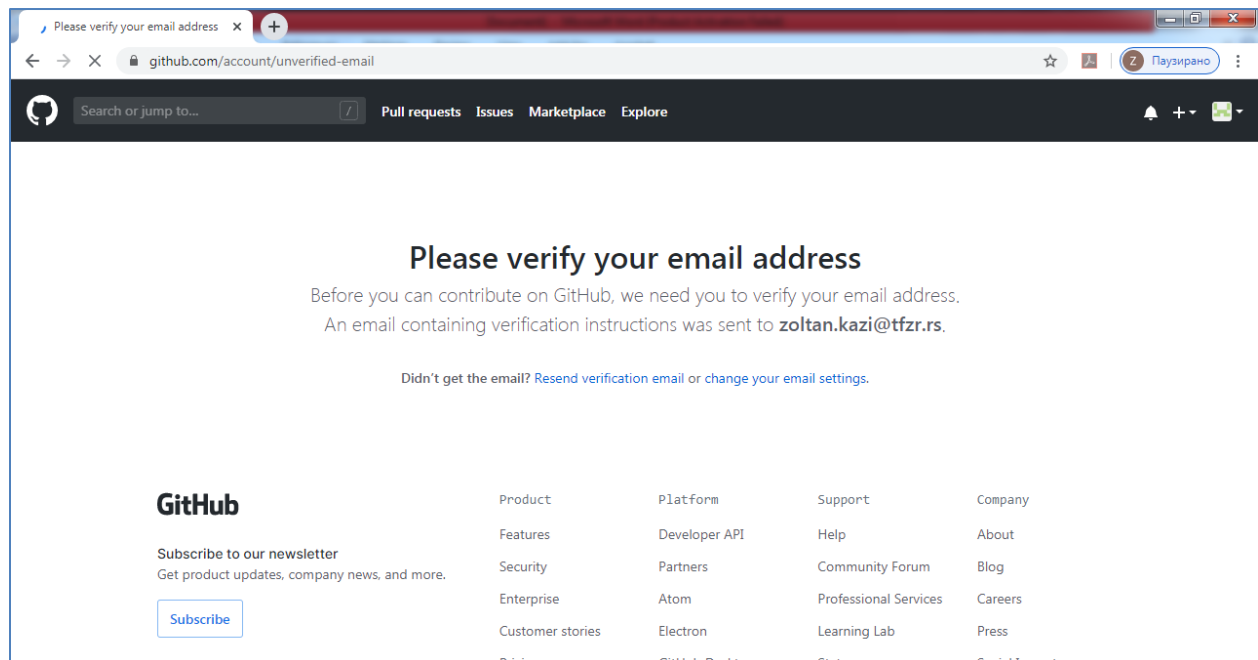 Please verify your email address
github.com/account/unverified-email
Z Паузирано
Search or jump to... / Pull requests Issues Marketplace Explore
Please verify your email address
Before you can contribute on GitHub, we need you to verify your email address.
An email containing verification instructions was sent to zoltan.kazi@tfzr.rs.
Didn't get the email? Resend verification email or change your email settings.
GitHub
Subscribe to our newsletter
Get product updates, company news, and more.
Subscribe
Product
Features
Security
Enterprise
Customer stories
Platform
Developer API
Partners
Atom
Electron
Support
Help
Community Forum
Professional Services
Learning Lab
Company
About
Blog
Careers
Press